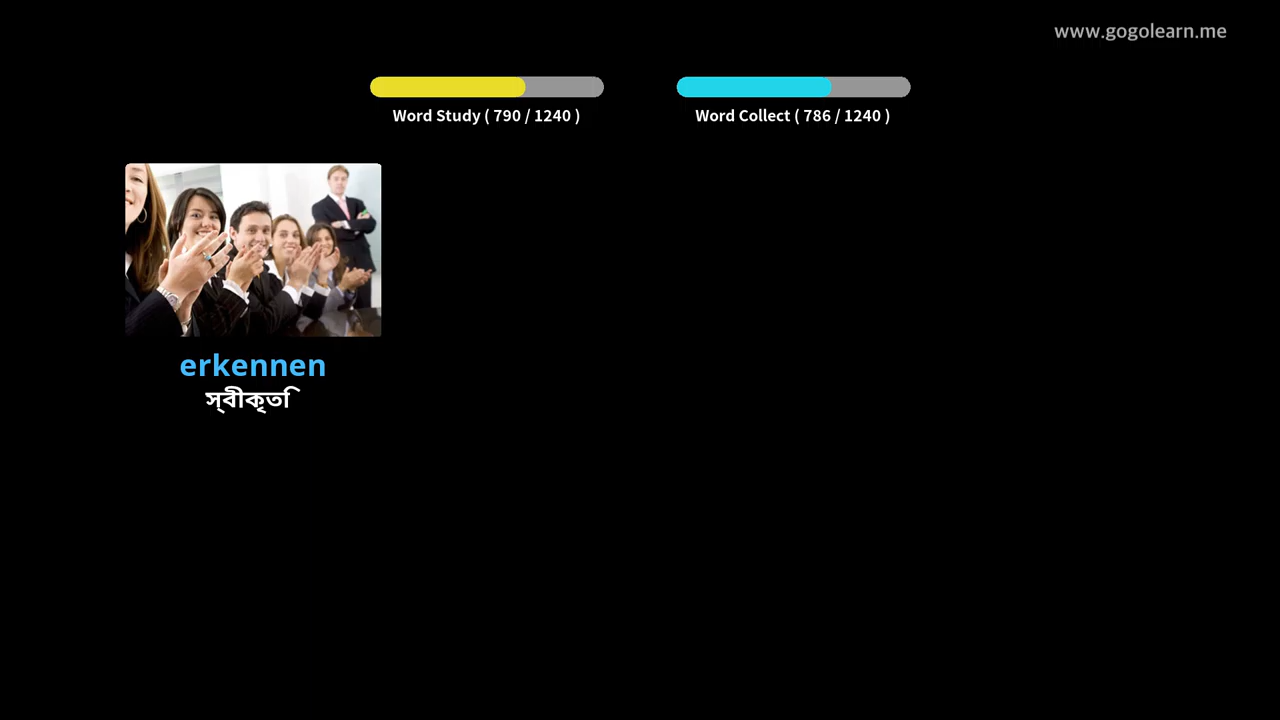 www.gogolearn.me
Word Study ( 790 / 1240 )
Word Collect ( 786 / 1240 )
erkennen
স্বীকৃতি